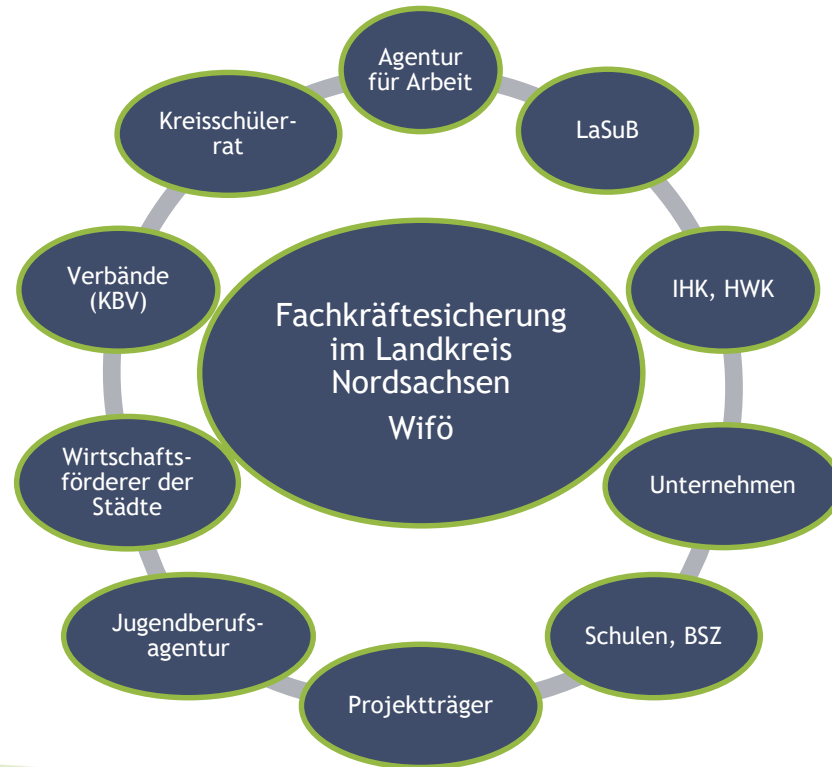 Agentur
für Arbeit
LaSuB
IHK, HWK
Unternehmen
Schulen, BSZ
Projektträger
Jugendberufs-
agentur
Wirtschafts-
förderer der
Städte
Verbände
(KBV)
Kreisschüler-
rat
Fachkräftesicherung
im Landkreis
Nordsachsen
Wifö